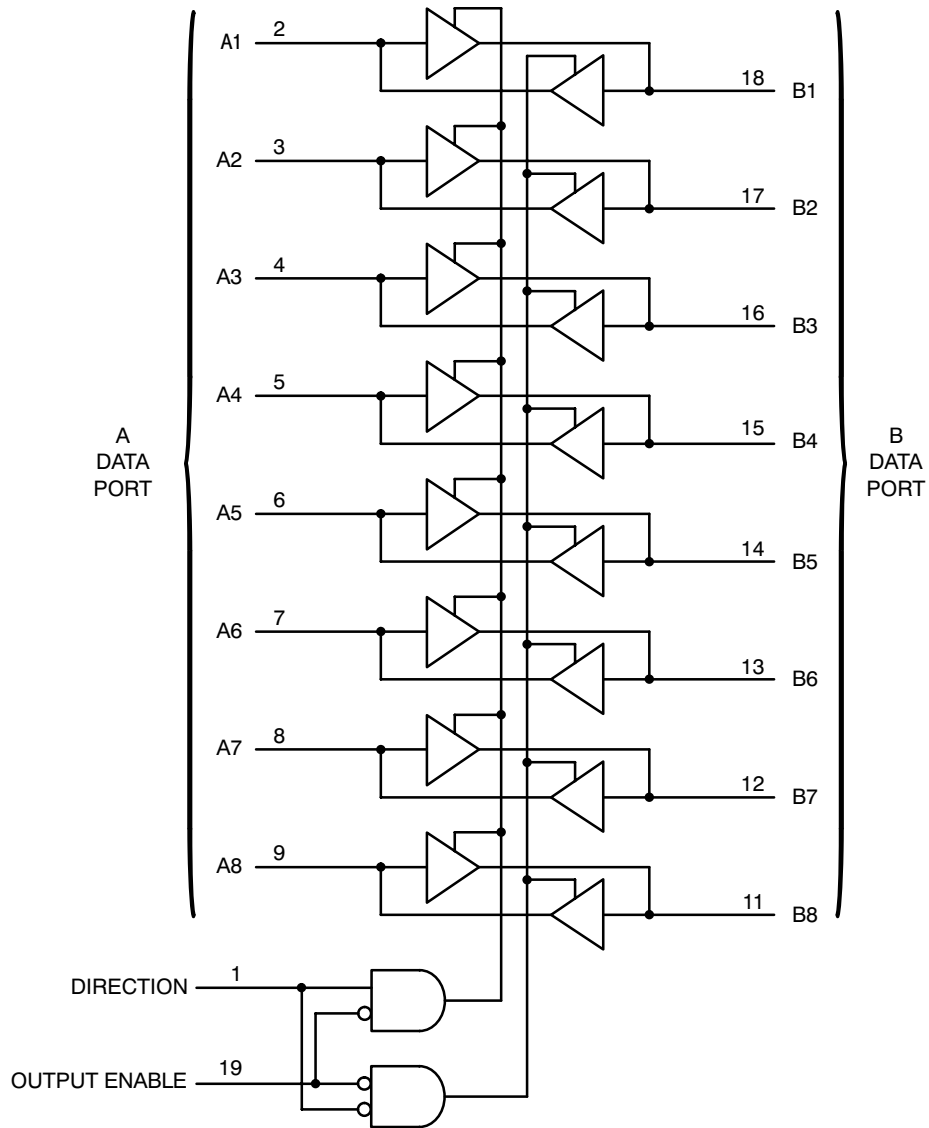 A1 2
18 B1
A2 3
17 B2
A3 4
16 B3
A4 5
15 B4
A
DATA
PORT
B
DATA
PORT
A5 6
14 B5
A6 7
13 B6
A7 8
12 B7
A8 9
11 B8
DIRECTION 1
OUTPUT ENABLE 19